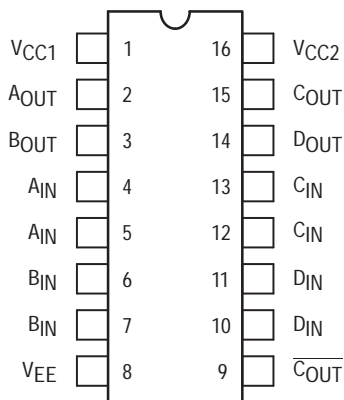 VCC1 1 16 VCC2
AOUT 2 15 COUT
BOUT 3 14 DOUT
AIN 4 13 CIN
AIN 5 12 CIN
BIN 6 11 DIN
BIN 7 10 DIN
VEE 8 9 C̅O̅U̅T̅